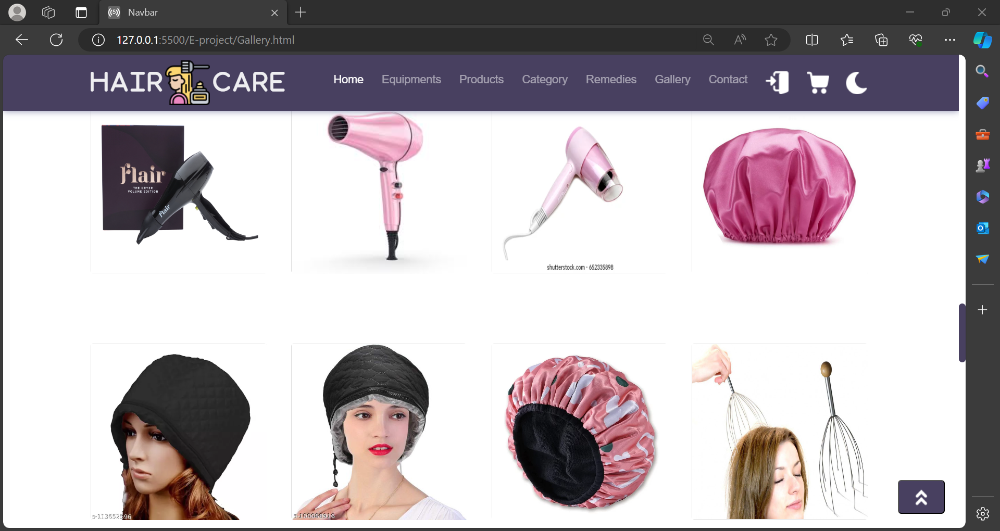 Navbar
127.0.0.1:5500/E-project/Gallery.html
HAIR CARE
Home Equipments Products Category Remedies Gallery Contact
flair
THE DRYER
VOLUME EDITION
flair
shutterstock.com · 652335898
s-113652596
s-100088916